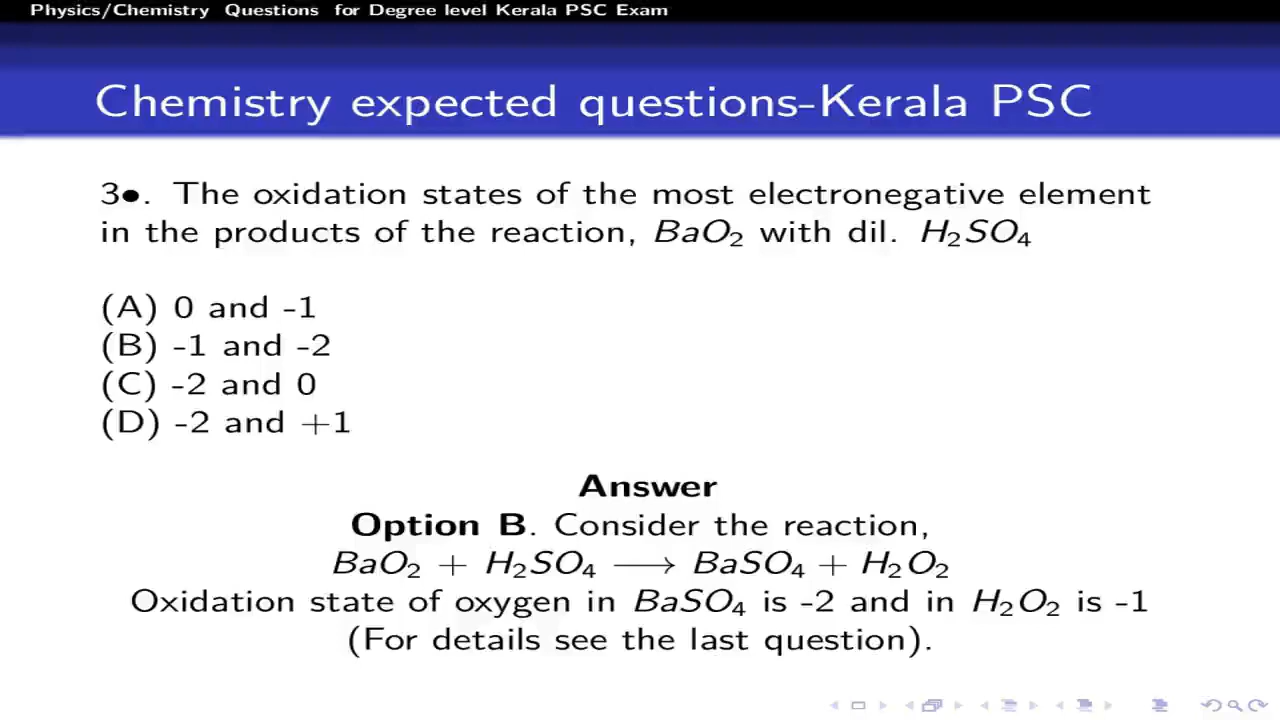 Physics/Chemistry Questions for Degree level Kerala PSC Exam
Chemistry expected questions-Kerala PSC
3•. The oxidation states of the most electronegative element
in the products of the reaction, BaO₂ with dil. H₂SO₄
(A) 0 and -1
(B) -1 and -2
(C) -2 and 0
(D) -2 and +1
Answer
Option B. Consider the reaction,
BaO₂ + H₂SO₄ ⟶ BaSO₄ + H₂O₂
Oxidation state of oxygen in BaSO₄ is -2 and in H₂O₂ is -1
(For details see the last question).